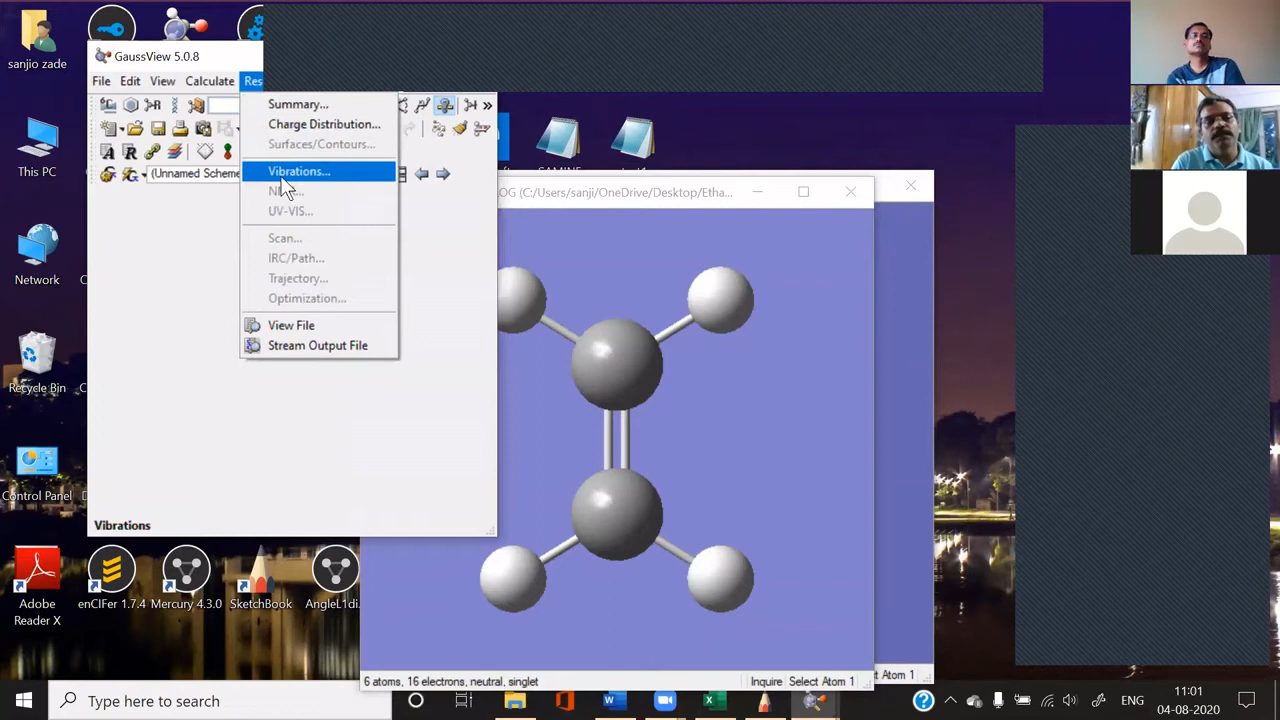 sanjio zade
GaussView 5.0.8
File Edit View Calculate Res
Summary...
Charge Distribution...
Surfaces/Contours...
(Unnamed Scheme
Vibrations...
UV-VIS...
Scan...
IRC/Path...
Trajectory...
Optimization...
View File
Stream Output File
Vibrations
This PC
Network
Recycle Bin
Control Panel
Adobe
Reader X
enCIFer 1.7.4
Mercury 4.3.0
SketchBook
AngleL1di...
OG (C:/Users/sanji/OneDrive/Desktop/Etha...
6 atoms, 16 electrons, neutral, singlet
Inquire Select Atom 1
t Atom 1
Type here to search
ENG
11:01
04-08-2020